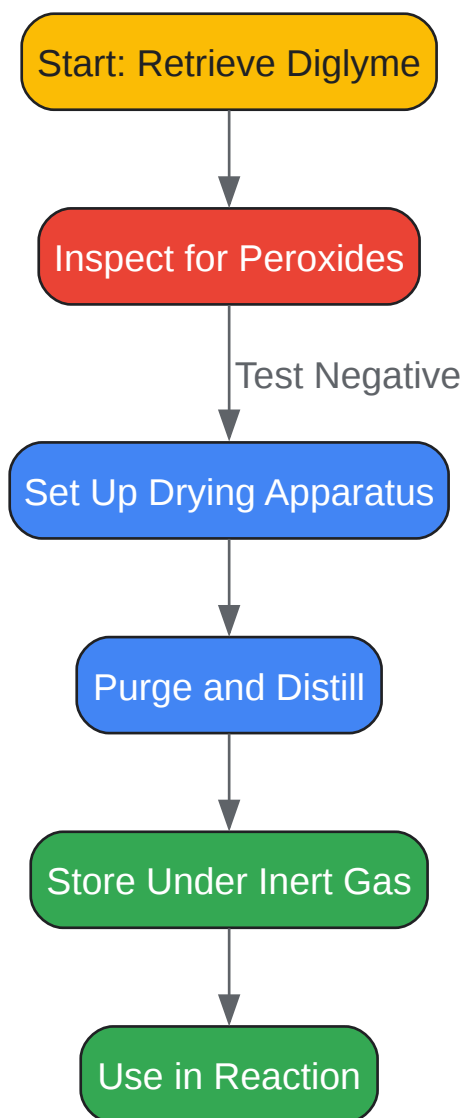 Start: Retrieve Diglyme
Inspect for Peroxides
Test Negative
Set Up Drying Apparatus
Purge and Distill
Store Under Inert Gas
Use in Reaction